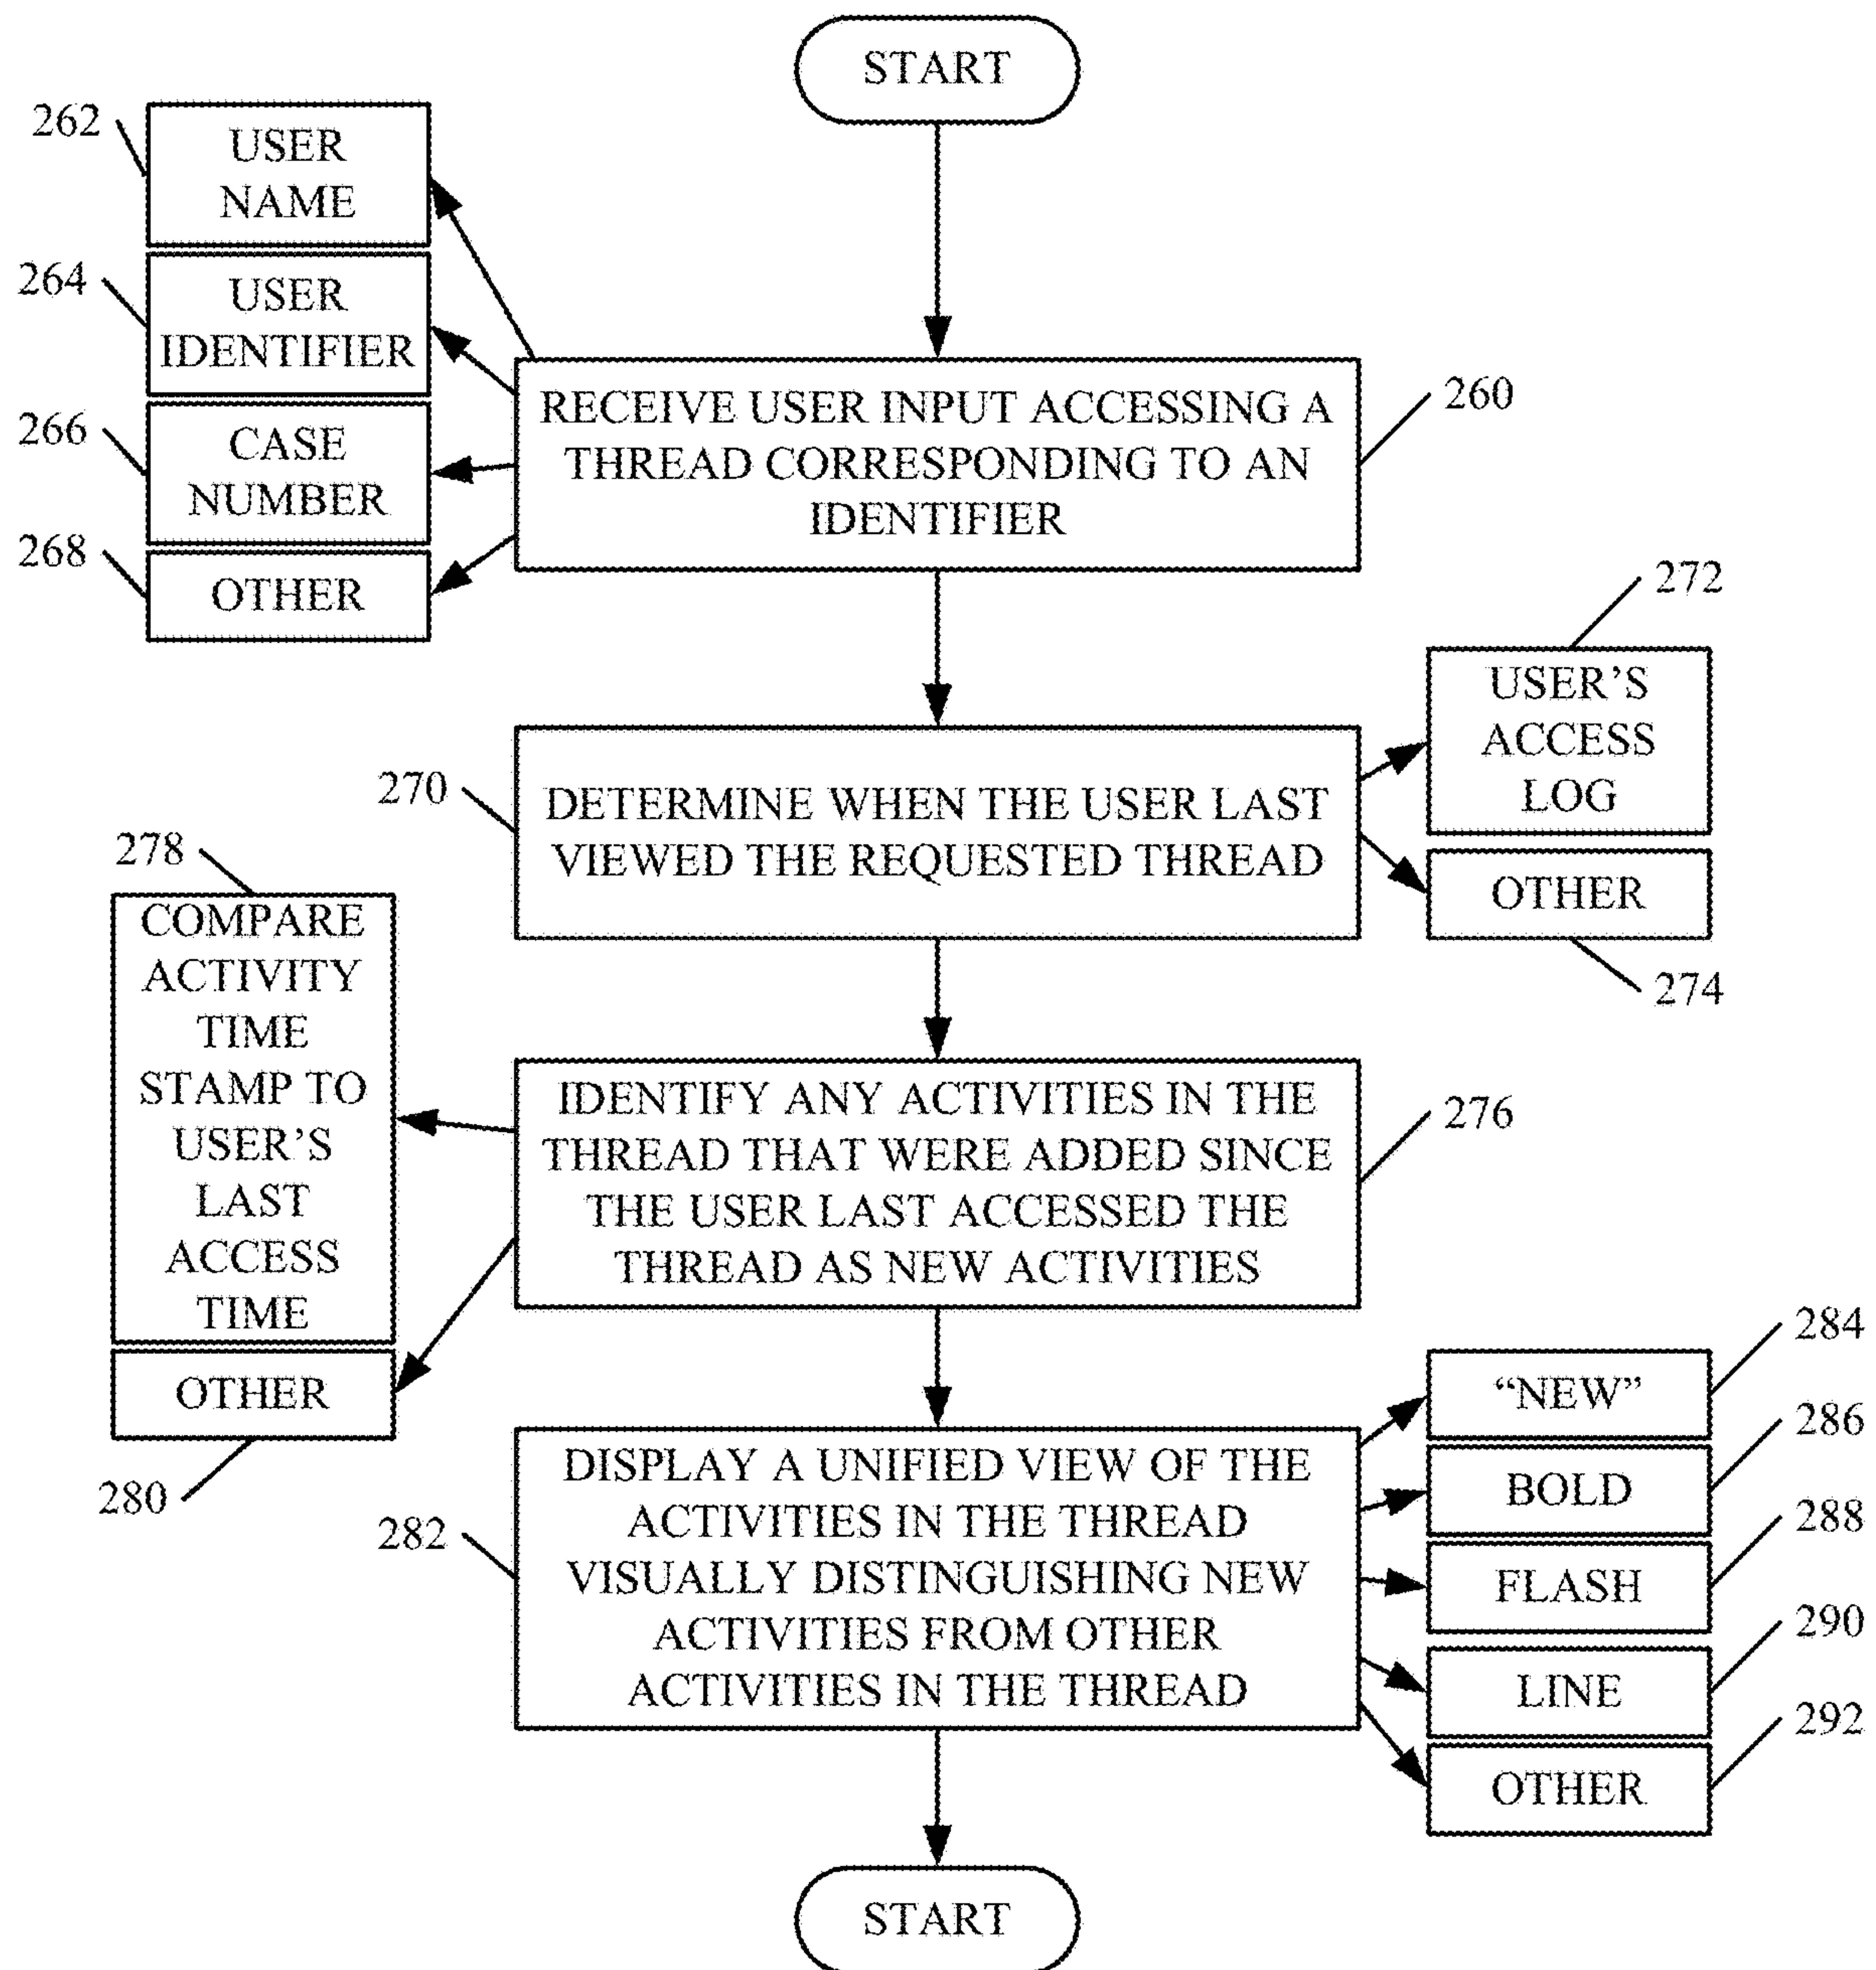 START
262
USER
NAME
264
USER
IDENTIFIER
266
CASE
NUMBER
268
OTHER
RECEIVE USER INPUT ACCESSING A
THREAD CORRESPONDING TO AN
IDENTIFIER
260
272
USER’S
ACCESS
LOG
270
DETERMINE WHEN THE USER LAST
VIEWED THE REQUESTED THREAD
OTHER
274
278
COMPARE
ACTIVITY
TIME
STAMP TO
USER’S
LAST
ACCESS
TIME
IDENTIFY ANY ACTIVITIES IN THE
THREAD THAT WERE ADDED SINCE
THE USER LAST ACCESSED THE
THREAD AS NEW ACTIVITIES
276
OTHER
280
282
DISPLAY A UNIFIED VIEW OF THE
ACTIVITIES IN THE THREAD
VISUALLY DISTINGUISHING NEW
ACTIVITIES FROM OTHER
ACTIVITIES IN THE THREAD
“NEW”
284
BOLD
286
FLASH
288
LINE
290
OTHER
292
START